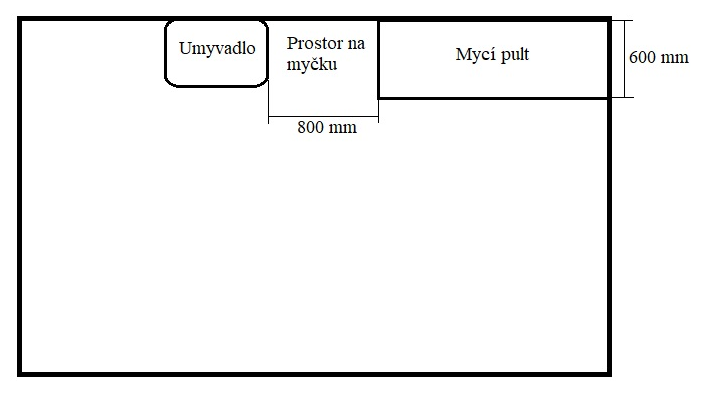 Umyvadlo
Prostor na
myčku
Mycí pult
600 mm
800 mm